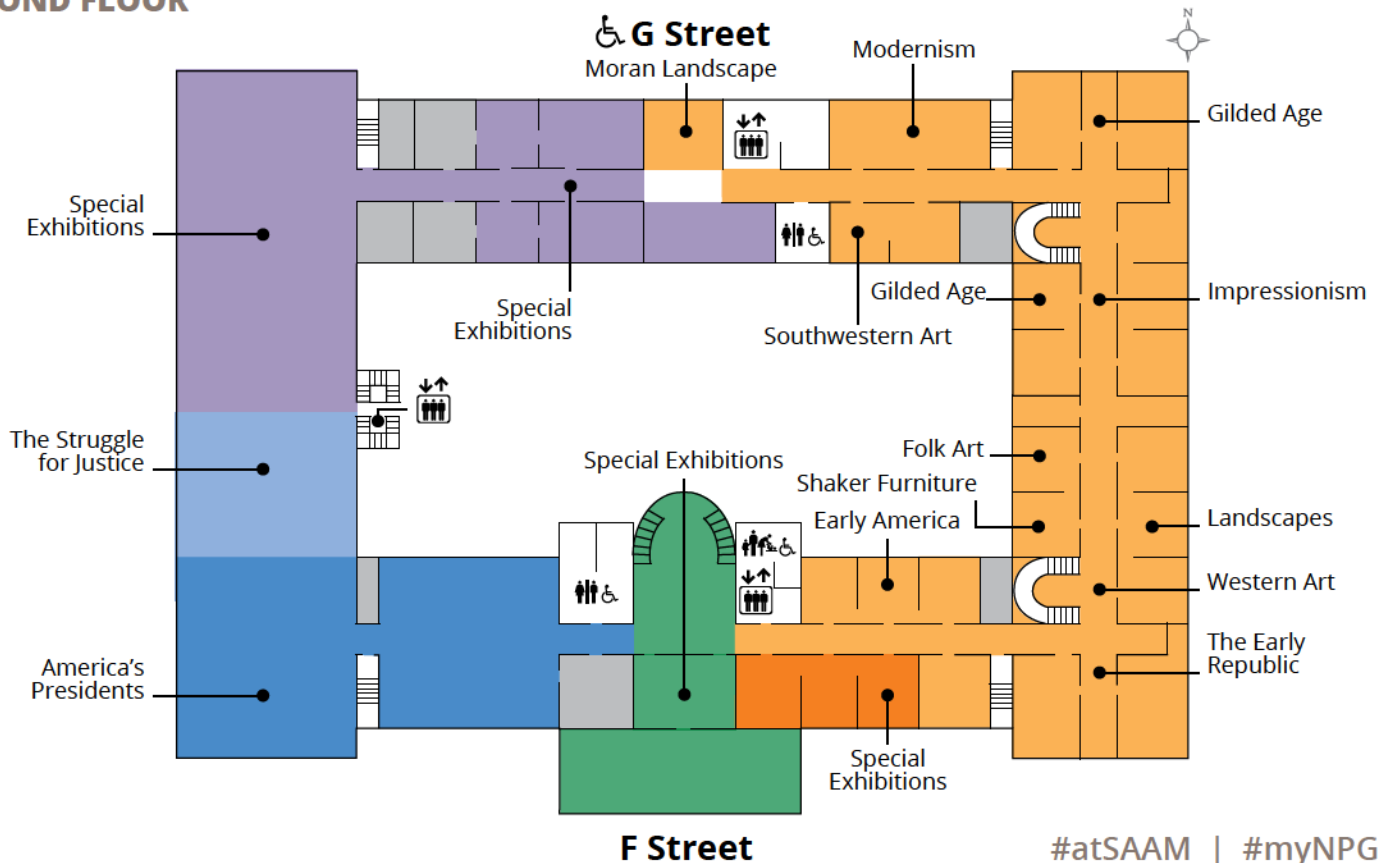 G Street
Moran Landscape
Modernism
N
Gilded Age
Special
Exhibitions
Special
Exhibitions
Gilded Age
Impressionism
Southwestern Art
The Struggle
for Justice
Special Exhibitions
Folk Art
Shaker Furniture
Early America
Landscapes
Western Art
The Early
Republic
America's
Presidents
Special
Exhibitions
F Street
#atSAAM | #myNPG